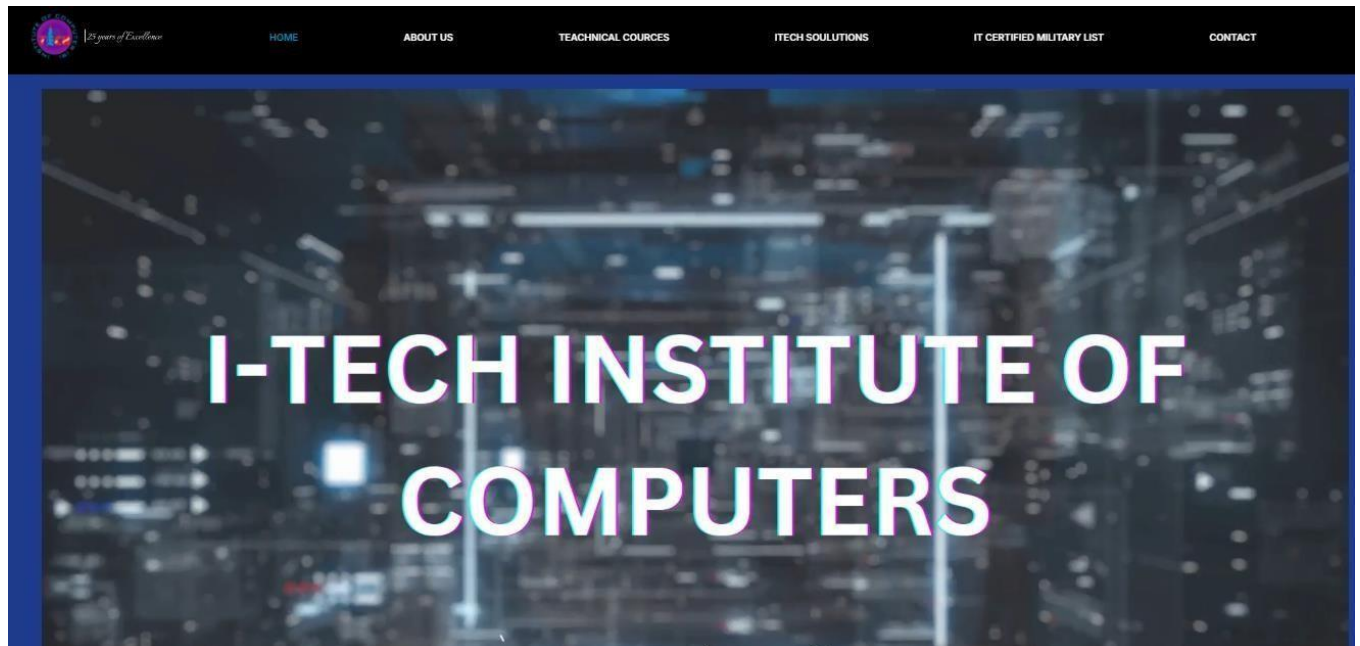 25 years of Excellence
HOME
ABOUT US
TEACHNICAL COURCES
ITECH SOULUTIONS
IT CERTIFIED MILITARY LIST
CONTACT
I-TECH INSTITUTE OF
COMPUTERS